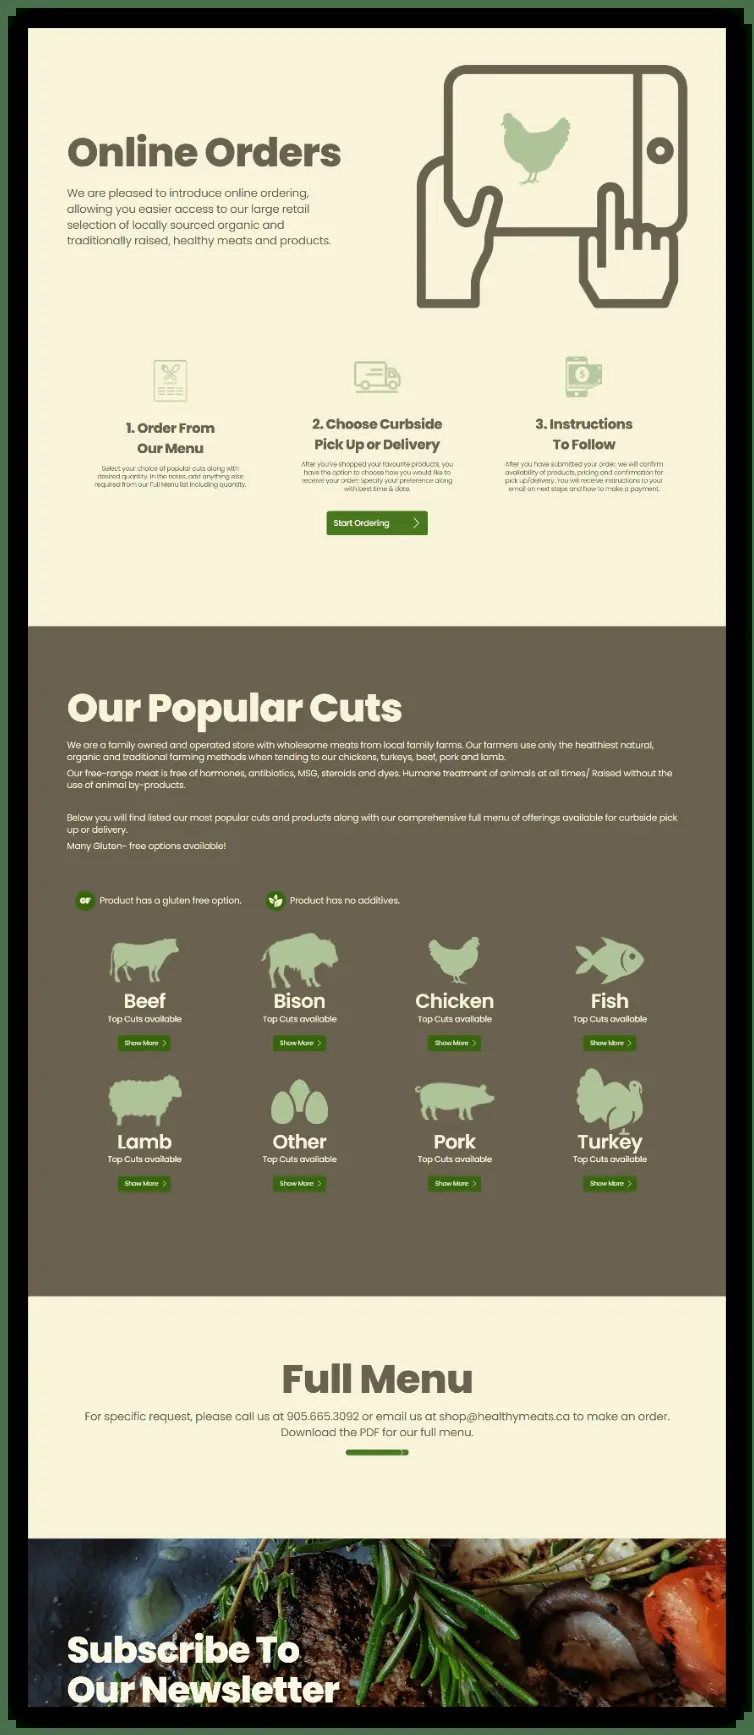 Online Orders
We are pleased to introduce online ordering,
allowing you easier access to our large retail
selection of locally sourced organic and
traditionally raised, healthy meats and products.
1. Order From
Our Menu
Select your choice of popular cuts along with
desired quantity. In the notes, add anything else
required from our Full Menu list including quantity.
2. Choose Curbside
Pick Up or Delivery
After you've shopped your favourite products, you
have the option to choose how you would like to
receive your order! Specify your preference along
with best time & date.
3. Instructions
To Follow
After you have submitted your order, we will confirm
availability of products, pricing and confirmation for
pick up/delivery. You will receive instructions to your
email on next steps and how to make a payment.
Start Ordering
Our Popular Cuts
We are a family owned and operated store with wholesome meats from local family farms. Our farmers use only the healthiest natural,
organic and traditional farming methods when tending to our chickens, turkeys, beef, pork and lamb.
Our free-range meat is free of hormones, antibiotics, MSG, steroids and dyes. Humane treatment of animals at all times/ Raised without the
use of animal by-products.
Below you will find listed our most popular cuts and products along with our comprehensive full menu of offerings available for curbside pick
up or delivery.
Many Gluten- free options available!
GF Product has a gluten free option. Product has no additives.
Beef Bison Chicken Fish
Top Cuts available Top Cuts available Top Cuts available Top Cuts available
Show More Show More Show More Show More
Lamb Other Pork Turkey
Top Cuts available Top Cuts available Top Cuts available Top Cuts available
Show More Show More Show More Show More
Full Menu
For specific request, please call us at 905.665.3092 or email us at shop@healthymeats.ca to make an order.
Download the PDF for our full menu.
Subscribe To
Our Newsletter